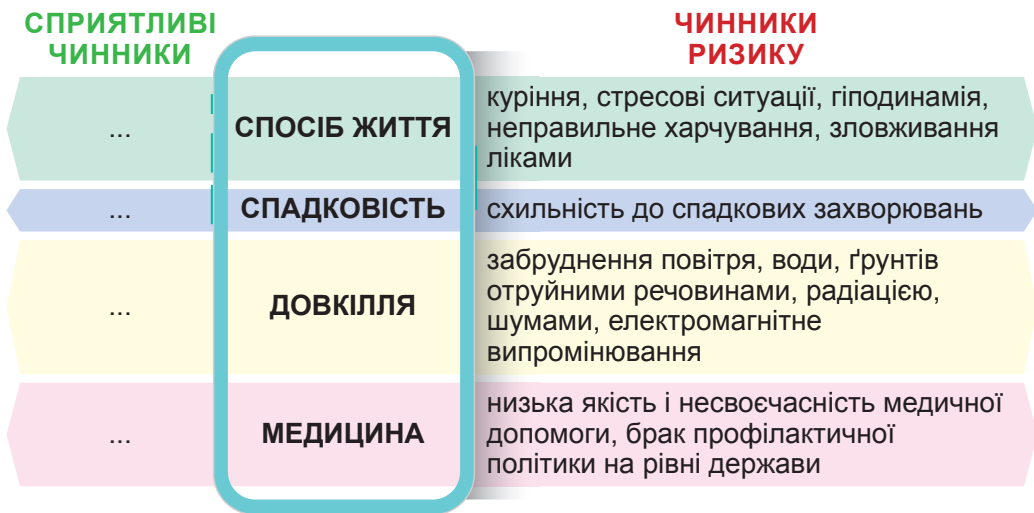 СПРИЯТЛИВІ
ЧИННИКИ
ЧИННИКИ
РИЗИКУ
...
СПОСІБ ЖИТТЯ
куріння, стресові ситуації, гіподинамія,
неправильне харчування, зловживання
ліками
...
СПАДКОВІСТЬ
схильність до спадкових захворювань
...
ДОВКІЛЛЯ
забруднення повітря, води, ґрунтів
отруйними речовинами, радіацією,
шумами, електромагнітне
випромінювання
...
МЕДИЦИНА
низька якість і несвоєчасність медичної
допомоги, брак профілактичної
політики на рівні держави